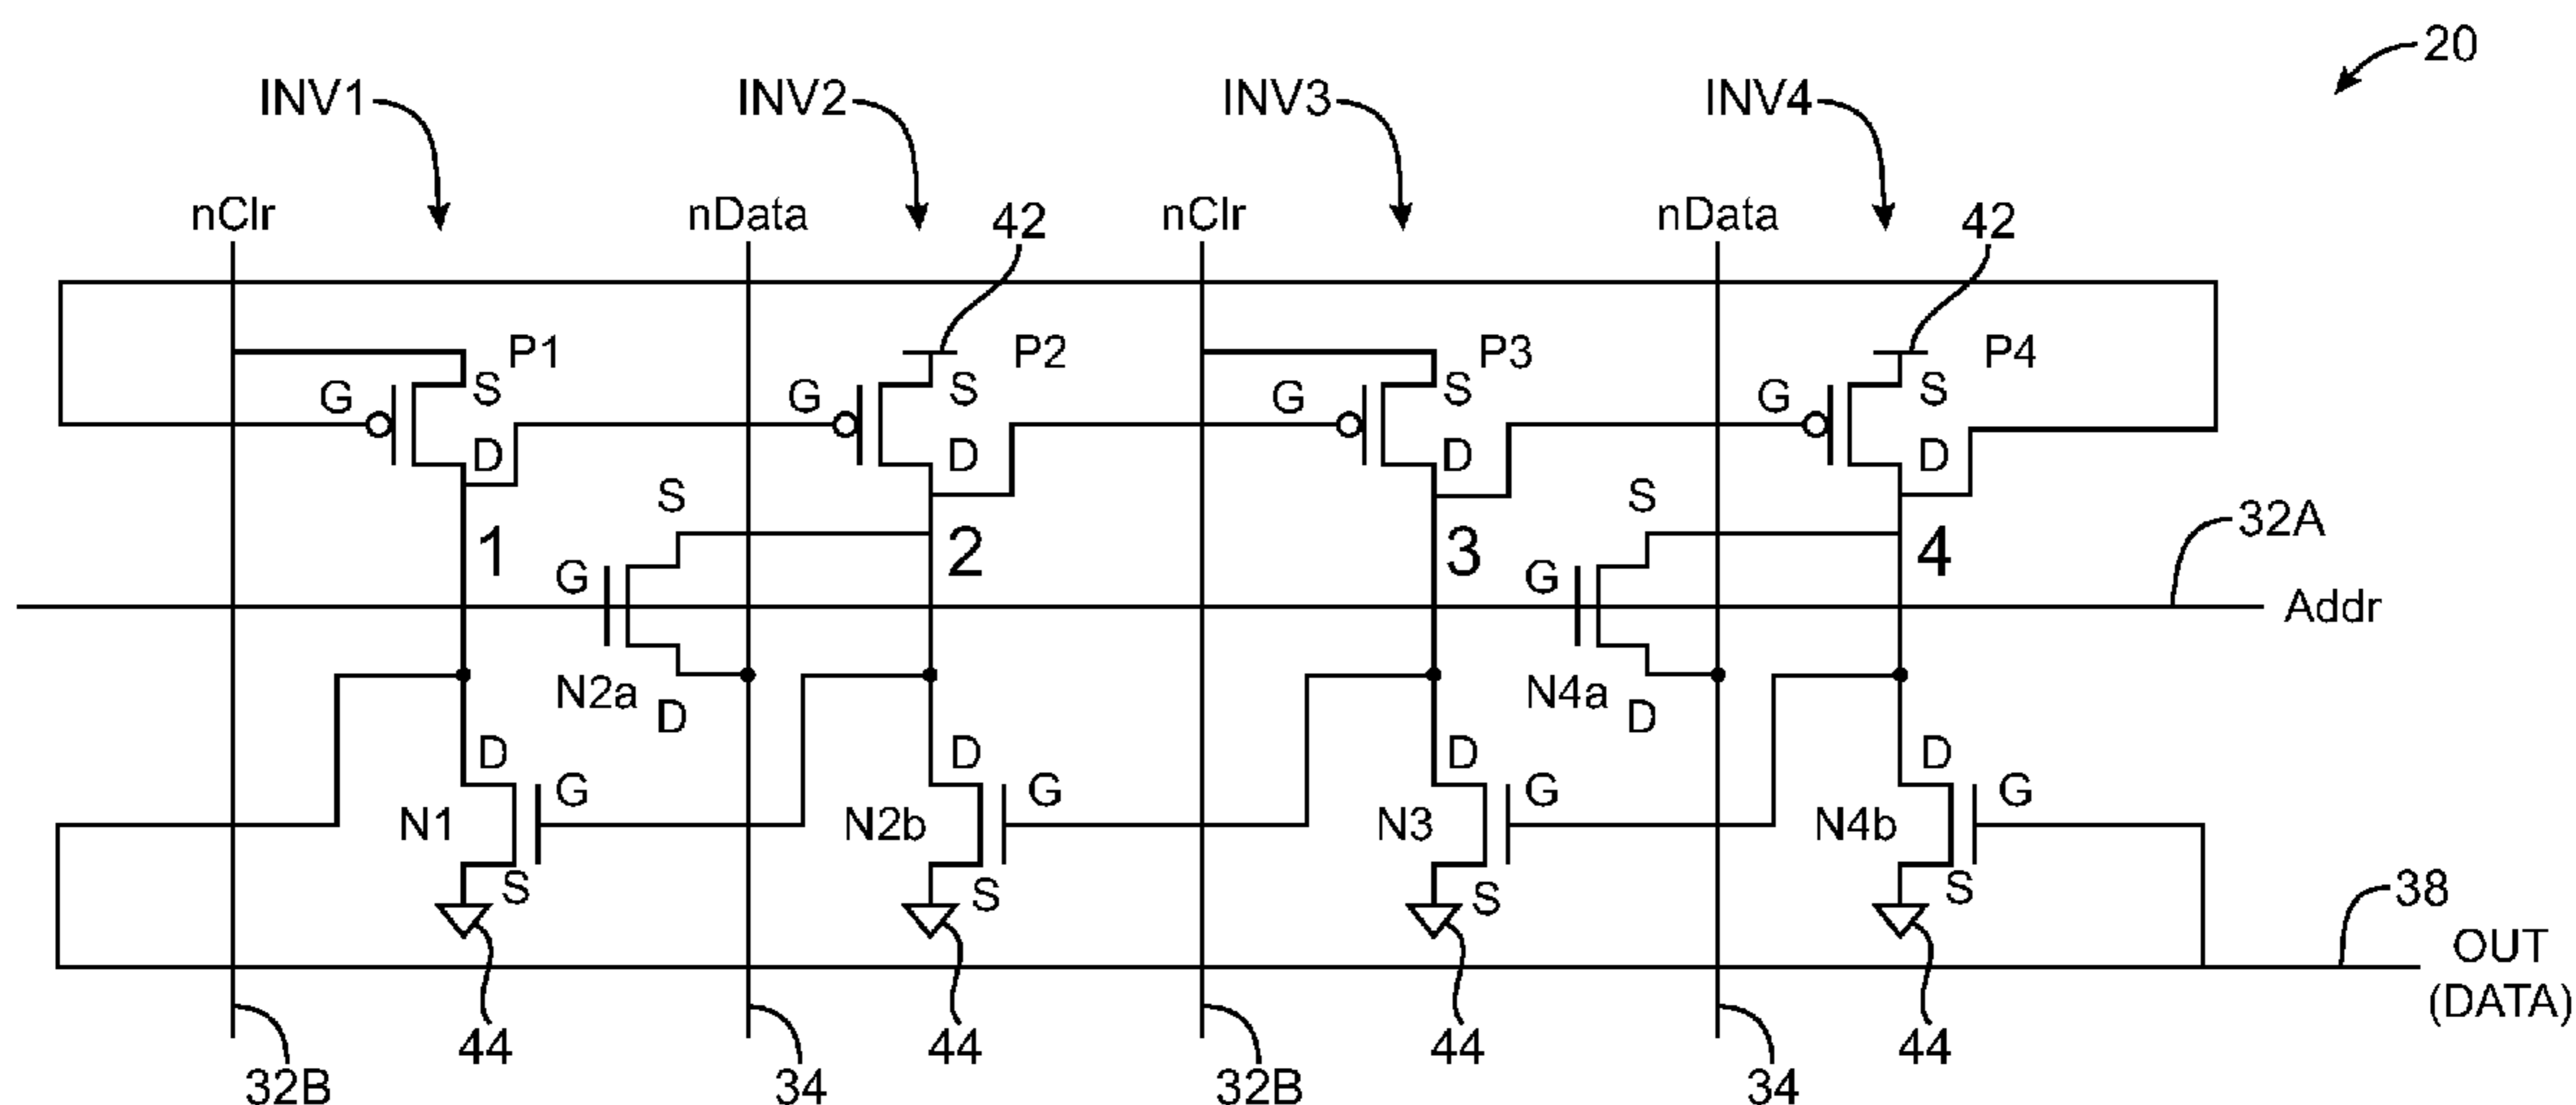 20
INV1 INV2 INV3 INV4
nClr nData 42 nClr nData 42
P1 P2 P3 P4
G S G S G S G S
D D D D
S S
1 2 3 4 32A
G G
Addr
N2a N4a
D D
D D D D
G G G G
N1 N2b N3 N4b
S S S S
38
OUT
(DATA)
44 44 44 44
32B 34 32B 34